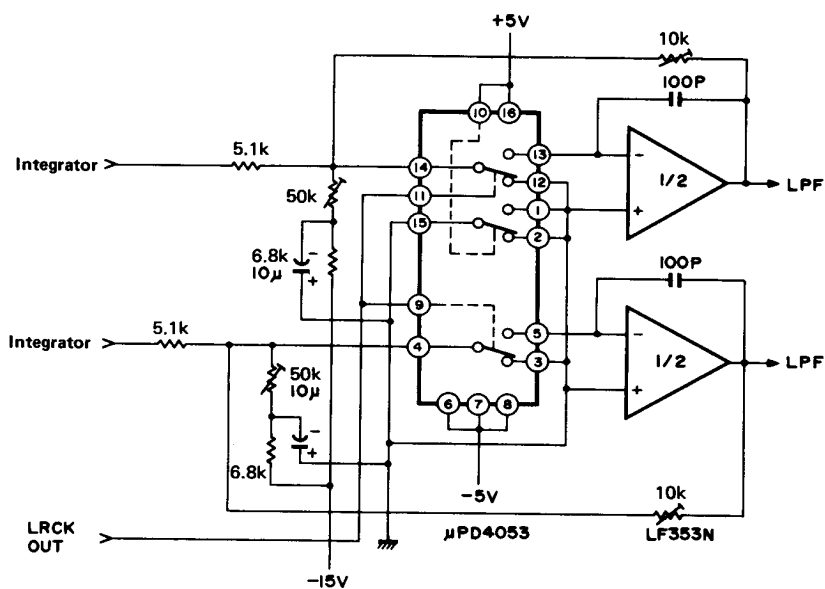 +5V
10k
100P
10
16
5.1k
Integrator
14
13
−
12
1/2
LPF
50k
11
1
+
15
2
6.8k
10μ
−
+
100P
9
5.1k
5
−
Integrator
4
3
1/2
LPF
50k
10μ
−
+
6
7
8
+
6.8k
−5V
10k
LRCK
OUT
μPD4053
LF353N
−15V